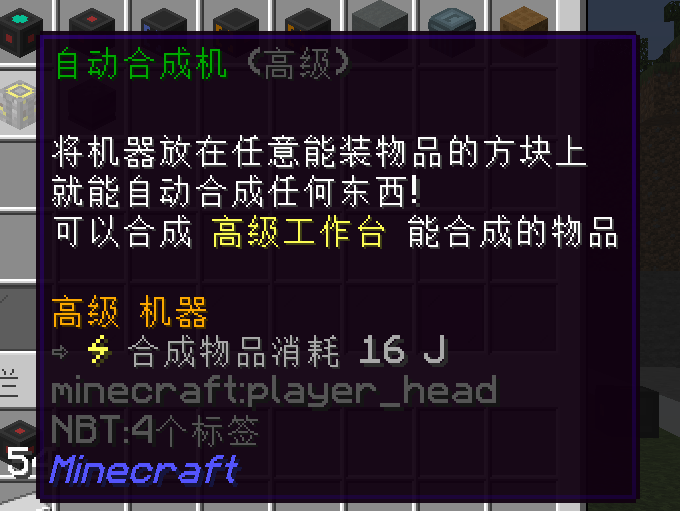 自动合成机 (高级)
将机器放在任意能装物品的方块上
就能自动合成任何东西!
可以合成 高级工作台 能合成的物品
高级 机器
⇨ ⚡ 合成物品消耗 16 J
minecraft:player_head
NBT:4个标签
Minecraft